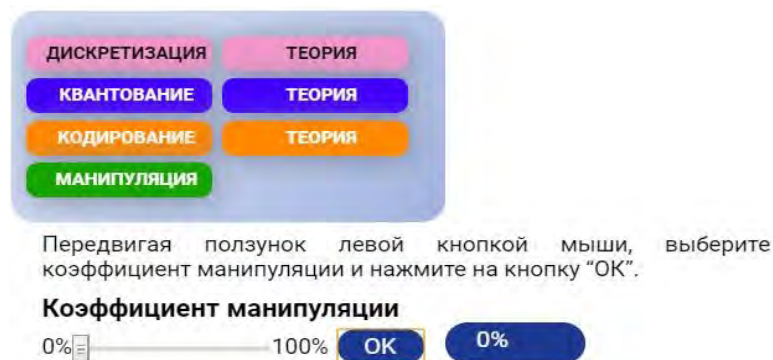 ДИСКРЕТИЗАЦИЯ ТЕОРИЯ
КВАНТОВАНИЕ ТЕОРИЯ
КОДИРОВАНИЕ ТЕОРИЯ
МАНИПУЛЯЦИЯ
Передвигая ползунок левой кнопкой мыши, выберите
коэффициент манипуляции и нажмите на кнопку “ОК”.
Коэффициент манипуляции
0% 100% ОК 0%